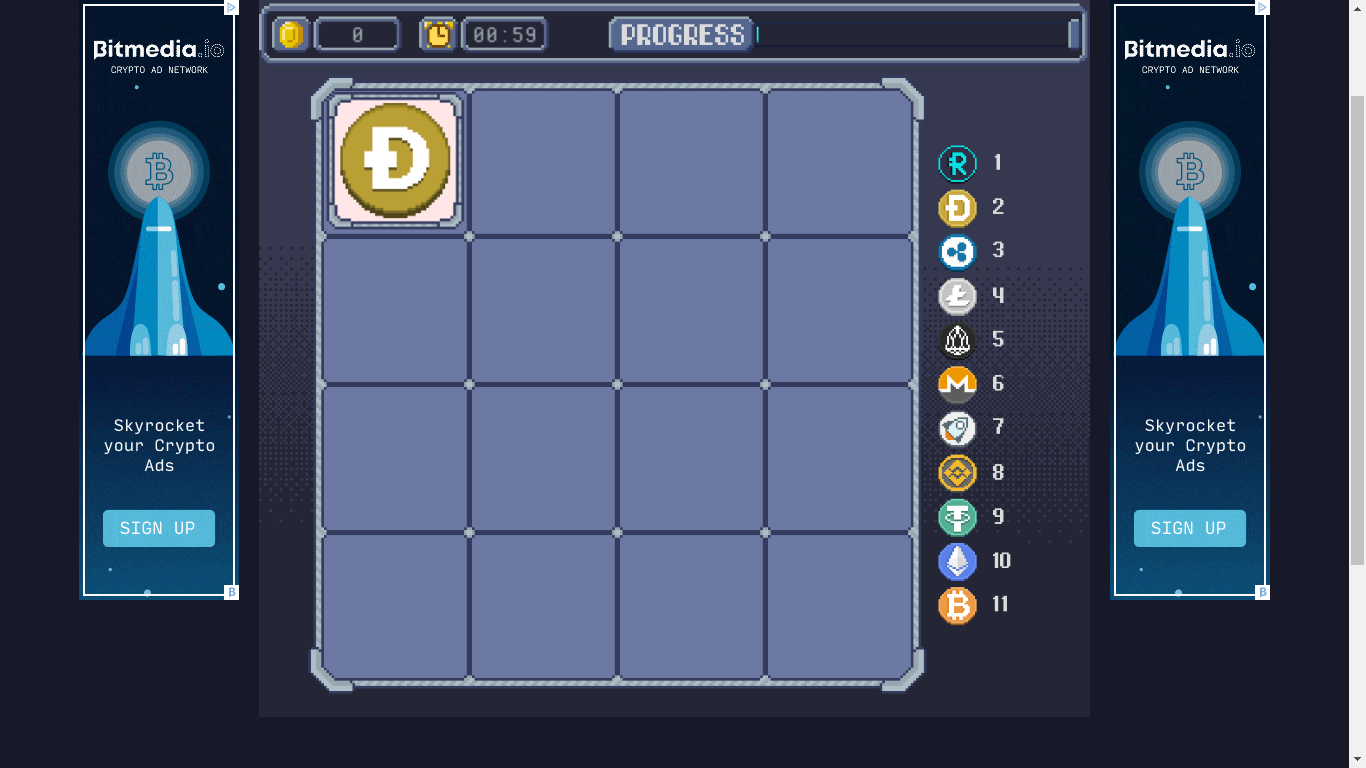 Bitmedia.io
CRYPTO AD NETWORK
Skyrocket
your Crypto
Ads
SIGN UP
0
00:59
PROGRESS
1
2
3
4
5
6
7
8
9
10
11
Bitmedia.io
CRYPTO AD NETWORK
Skyrocket
your Crypto
Ads
SIGN UP